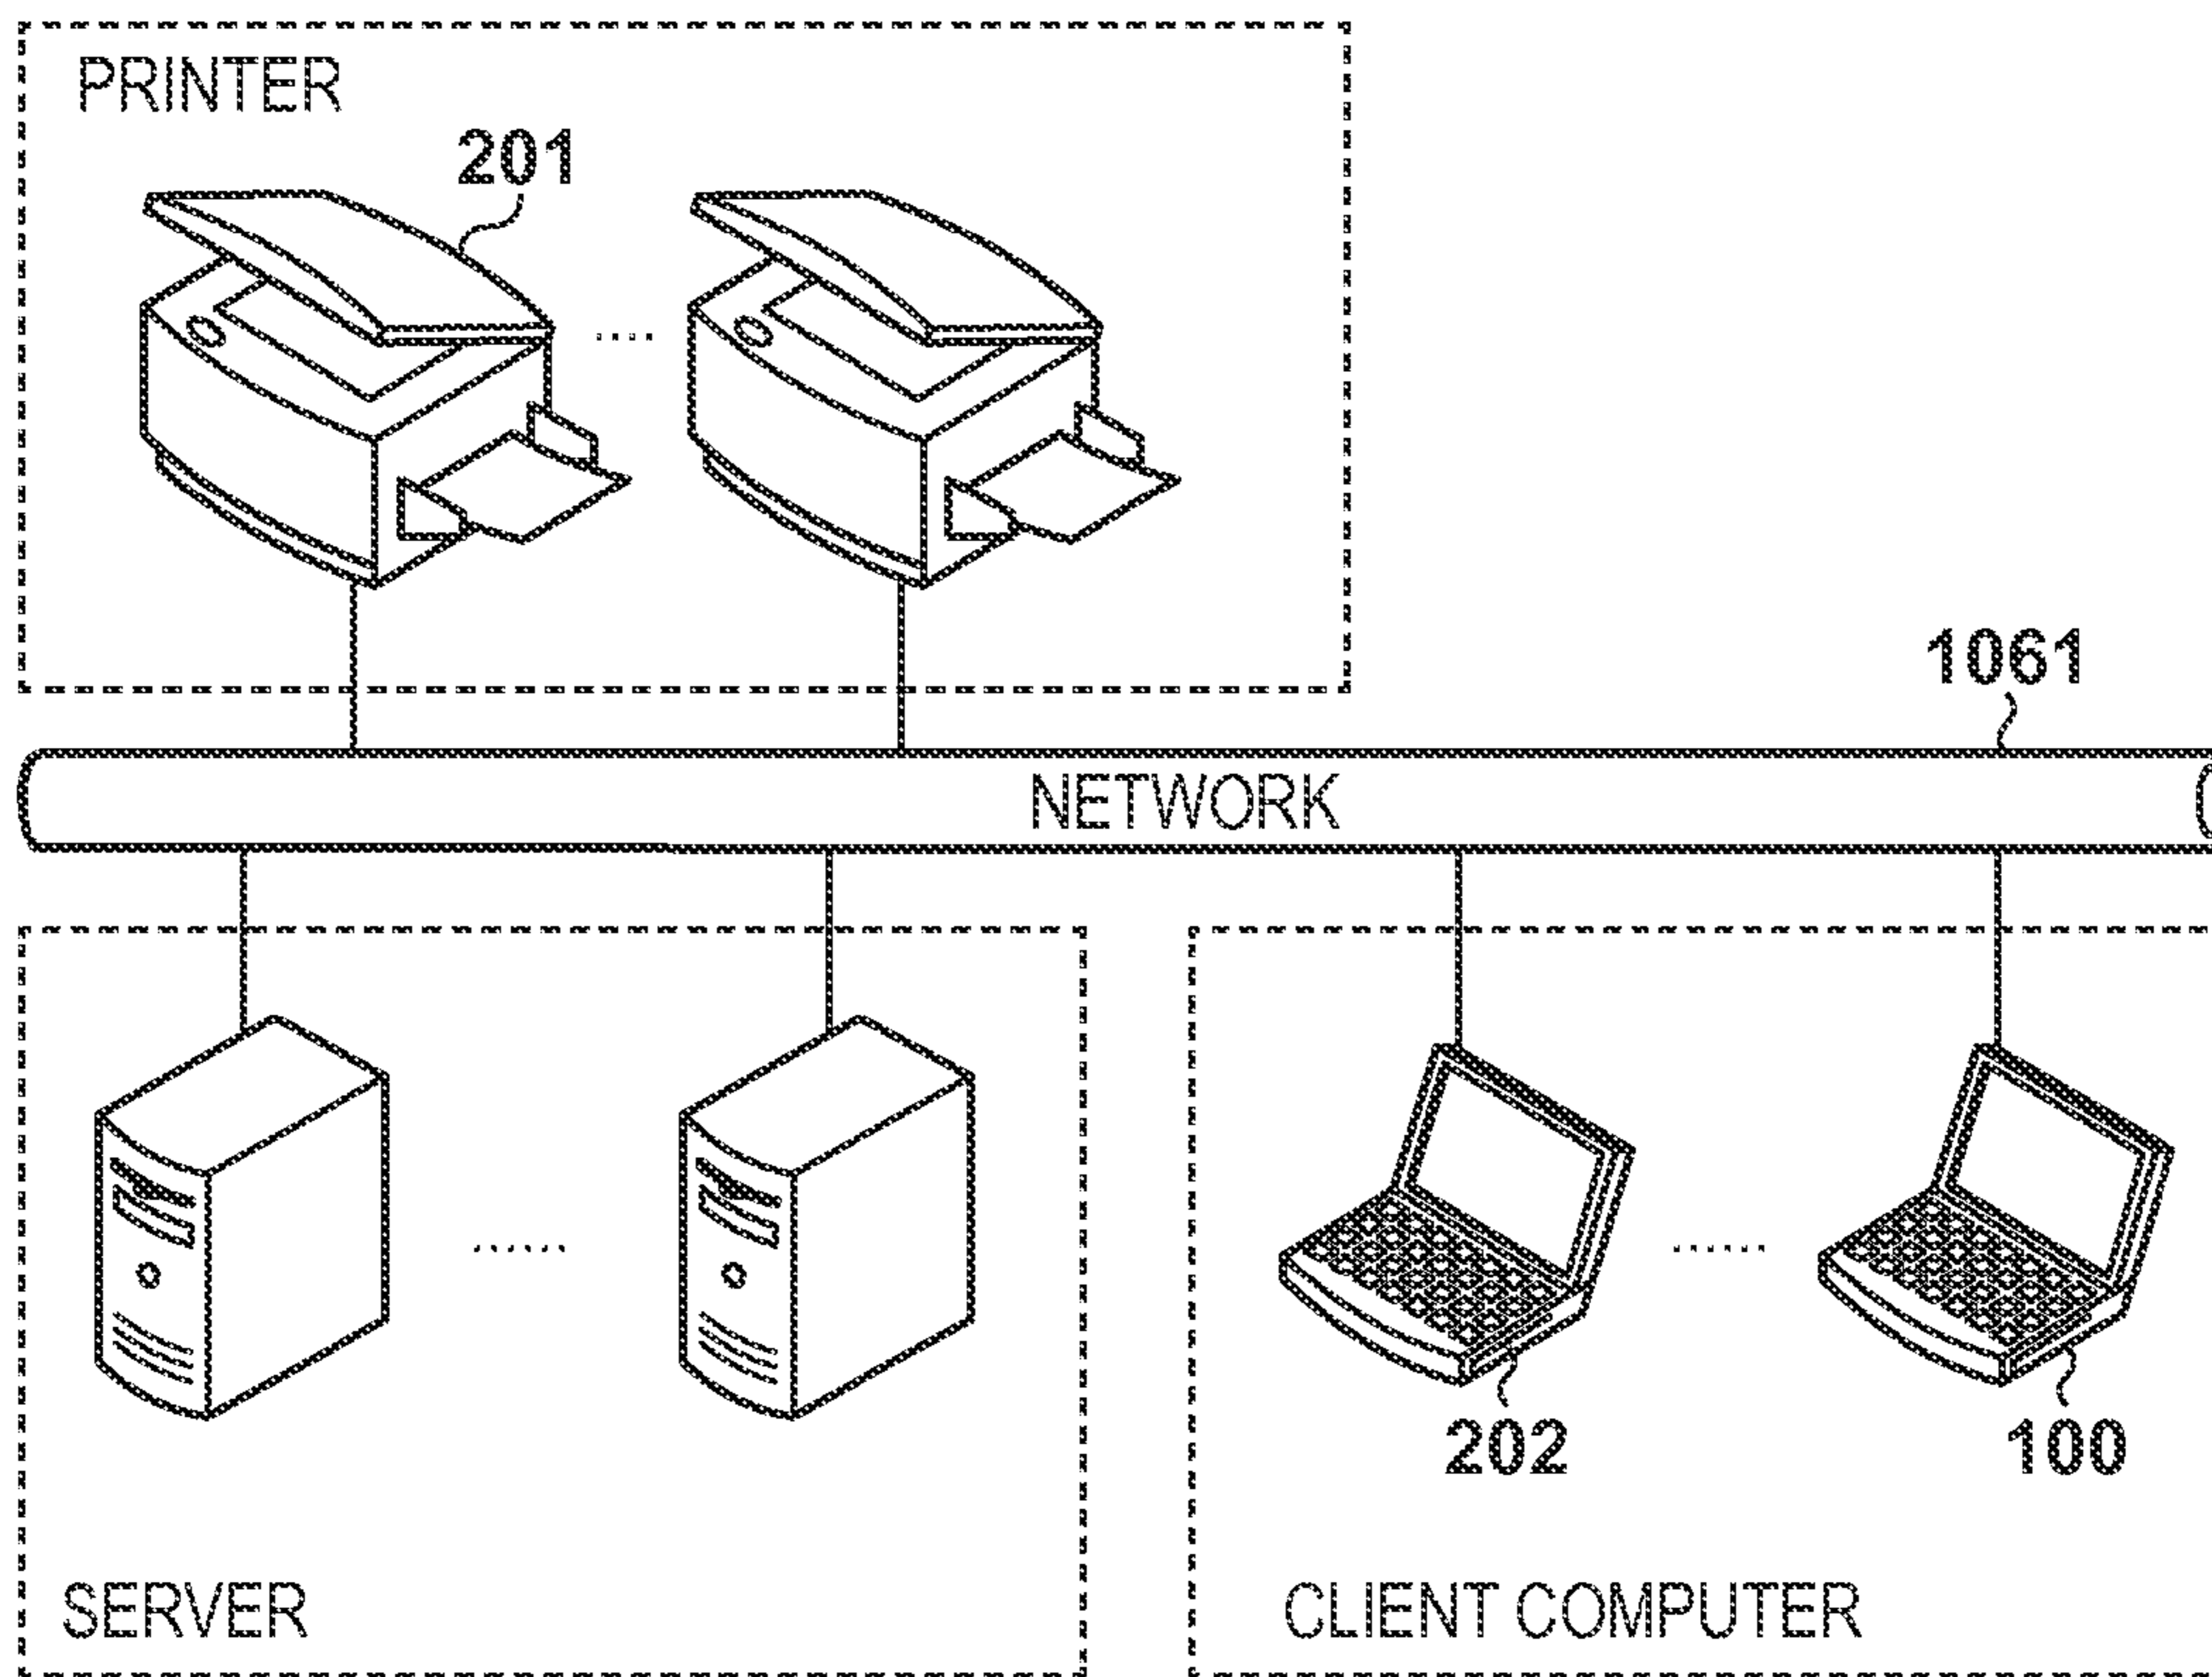 PRINTER
201
1061
NETWORK
202
100
SERVER
CLIENT COMPUTER